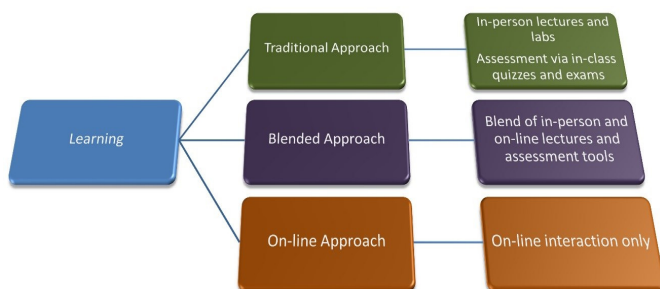 Learning
Traditional Approach
In-person lectures and
labs
Assessment via in-class
quizzes and exams
Blended Approach
Blend of in-person and
on-line lectures and
assessment tools
On-line Approach
On-line interaction only